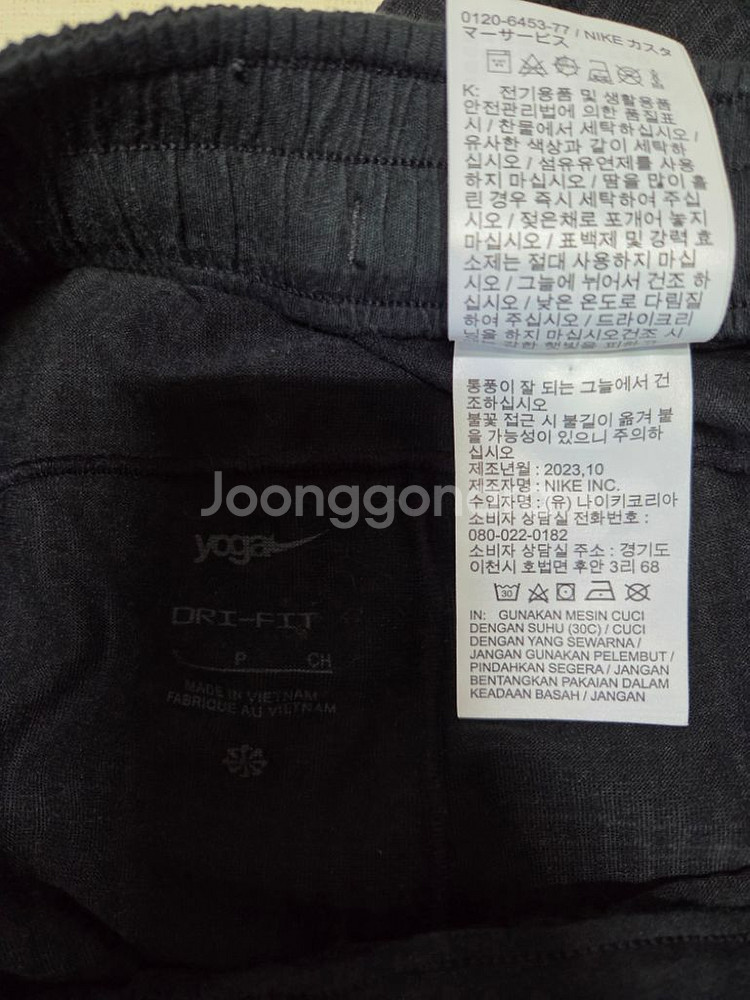 0120-6453-77 / NIKE カスタ
マーサービス
K: 전기용품 및 생활용품
안전관리법에 의한 품질표
시 / 찬물에서 세탁하십시오 /
유사한 색상과 같이 세탁하
십시오 / 섬유유연제를 사용
하지 마십시오 / 땀을 많이 흘
린 경우 즉시 세탁하여 주십
시오 / 젖은채로 포개어 놓지
마십시오 / 표백제 및 강력 효
소제는 절대 사용하지 마십
시오 / 그늘에 뉘어서 건조 하
십시오 / 낮은 온도로 다림질
하여 주십시오 / 드라이크리
닝을 하지 마십시오건조 시
통풍이 잘 되는 그늘에서 건
조하십시오
불꽃 접근 시 불길이 옮겨 붙
을 가능성이 있으니 주의하
십시오
제조년월 : 2023,10
제조자명 : NIKE INC.
수입자명 : (유) 나이키코리아
소비자 상담실 전화번호 :
080-022-0182
소비자 상담실 주소 : 경기도
이천시 호법면 후안 3리 68
30
IN: GUNAKAN MESIN CUCI
DENGAN SUHU (30C) / CUCI
DENGAN YANG SEWARNA /
JANGAN GUNAKAN PELEMBUT /
PINDAHKAN SEGERA / JANGAN
BENTANGKAN PAKAIAN DALAM
KEADAAN BASAH / JANGAN
Joonggon
yoga
DRI-FIT
P CH
MADE IN VIETNAM
FABRIQUÉ AU VIETNAM